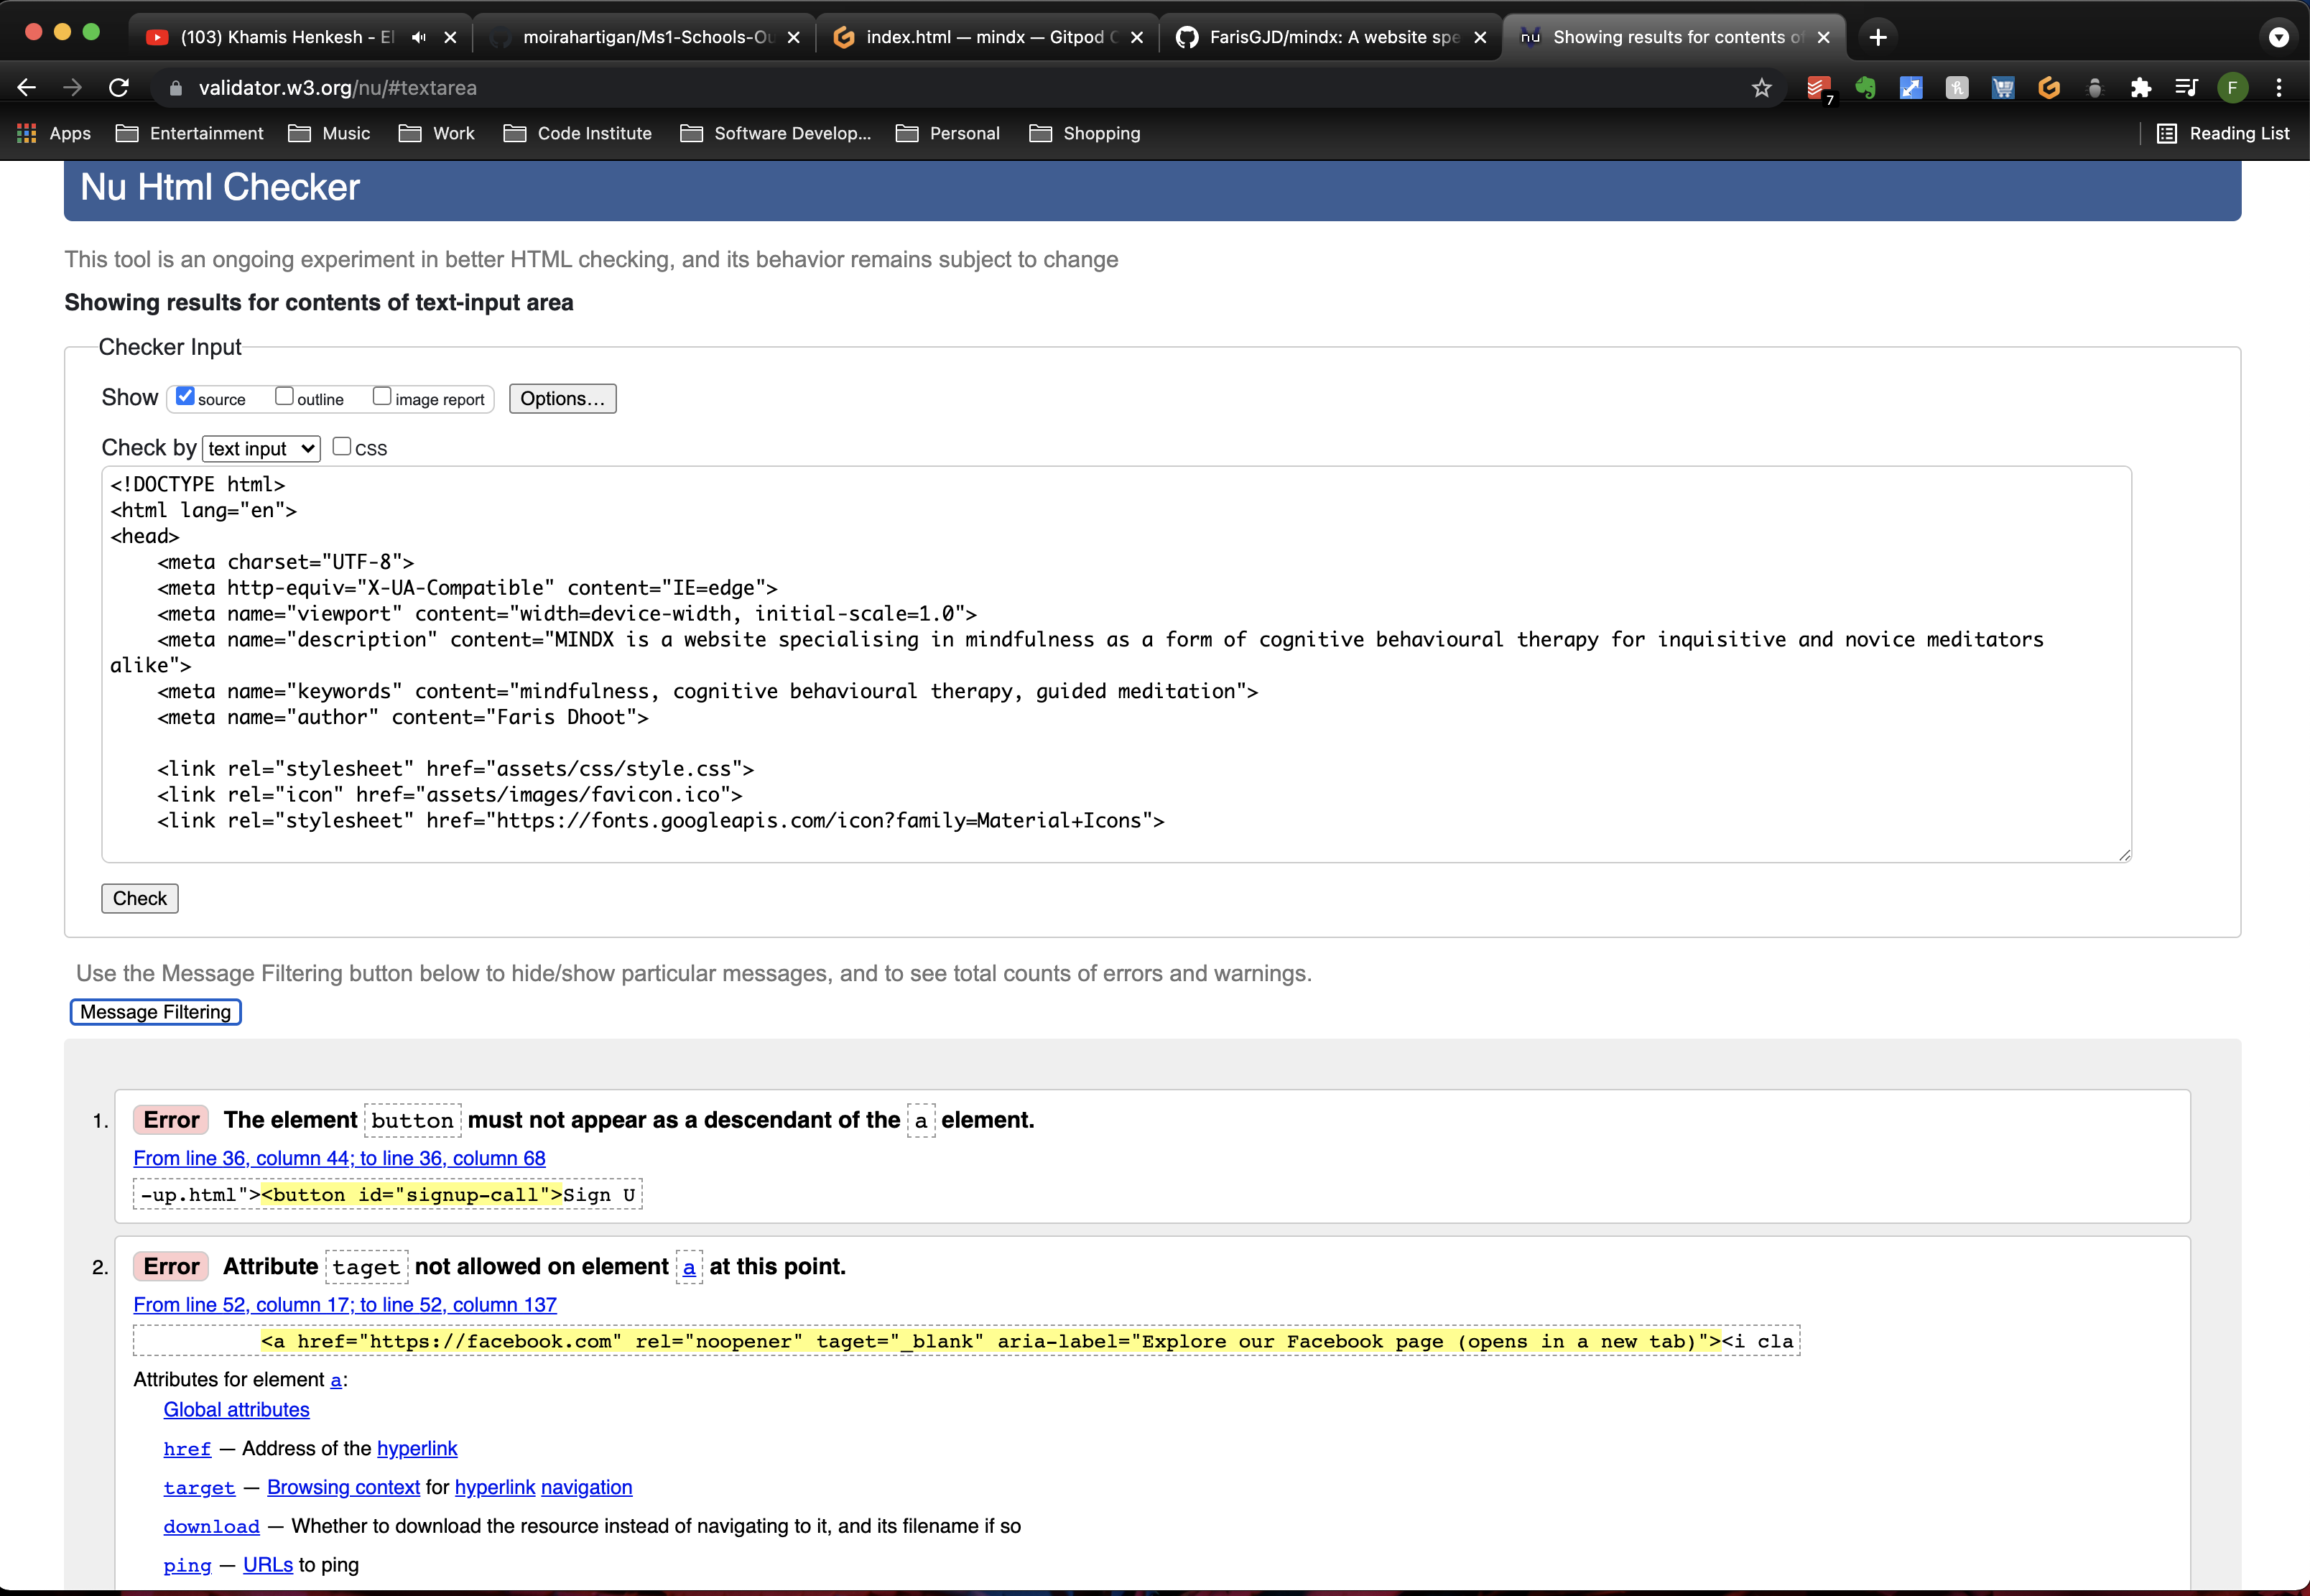 (103) Khamis Henkesh - El
moirahartigan/Ms1-Schools-Ou
index.html — mindx — Gitpod C
FarisGJD/mindx: A website spe
nu Showing results for contents of
validator.w3.org/nu/#textarea
7
F
Apps Entertainment Music Work Code Institute Software Develop... Personal Shopping Reading List
Nu Html Checker
This tool is an ongoing experiment in better HTML checking, and its behavior remains subject to change
Showing results for contents of text-input area
Checker Input
Show source outline image report Options...
Check by text input CSS
<!DOCTYPE html>
<html lang="en">
<head>
    <meta charset="UTF-8">
    <meta http-equiv="X-UA-Compatible" content="IE=edge">
    <meta name="viewport" content="width=device-width, initial-scale=1.0">
    <meta name="description" content="MINDX is a website specialising in mindfulness as a form of cognitive behavioural therapy for inquisitive and novice meditators
alike">
    <meta name="keywords" content="mindfulness, cognitive behavioural therapy, guided meditation">
    <meta name="author" content="Faris Dhoot">
    <link rel="stylesheet" href="assets/css/style.css">
    <link rel="icon" href="assets/images/favicon.ico">
    <link rel="stylesheet" href="https://fonts.googleapis.com/icon?family=Material+Icons">
Check
Use the Message Filtering button below to hide/show particular messages, and to see total counts of errors and warnings.
Message Filtering
1. Error The element button must not appear as a descendant of the a element.
From line 36, column 44; to line 36, column 68
-up.html"><button id="signup-call">Sign U
2. Error Attribute taget not allowed on element a at this point.
From line 52, column 17; to line 52, column 137
<a href="https://facebook.com" rel="noopener" taget="_blank" aria-label="Explore our Facebook page (opens in a new tab)"><i cla
Attributes for element a:
Global attributes
href — Address of the hyperlink
target — Browsing context for hyperlink navigation
download — Whether to download the resource instead of navigating to it, and its filename if so
ping — URLs to ping